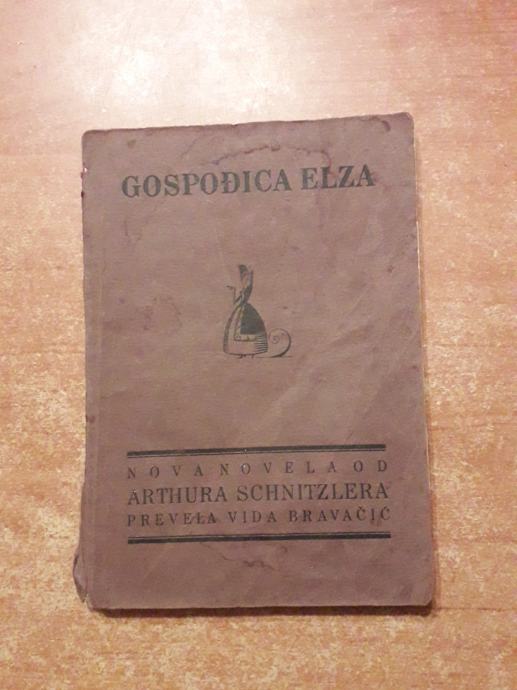 GOSPOĐICA ELZA
NOVA NOVELA OD
ARTHURA SCHNITZLERA
PREVELA VIDA BRAVAČIĆ